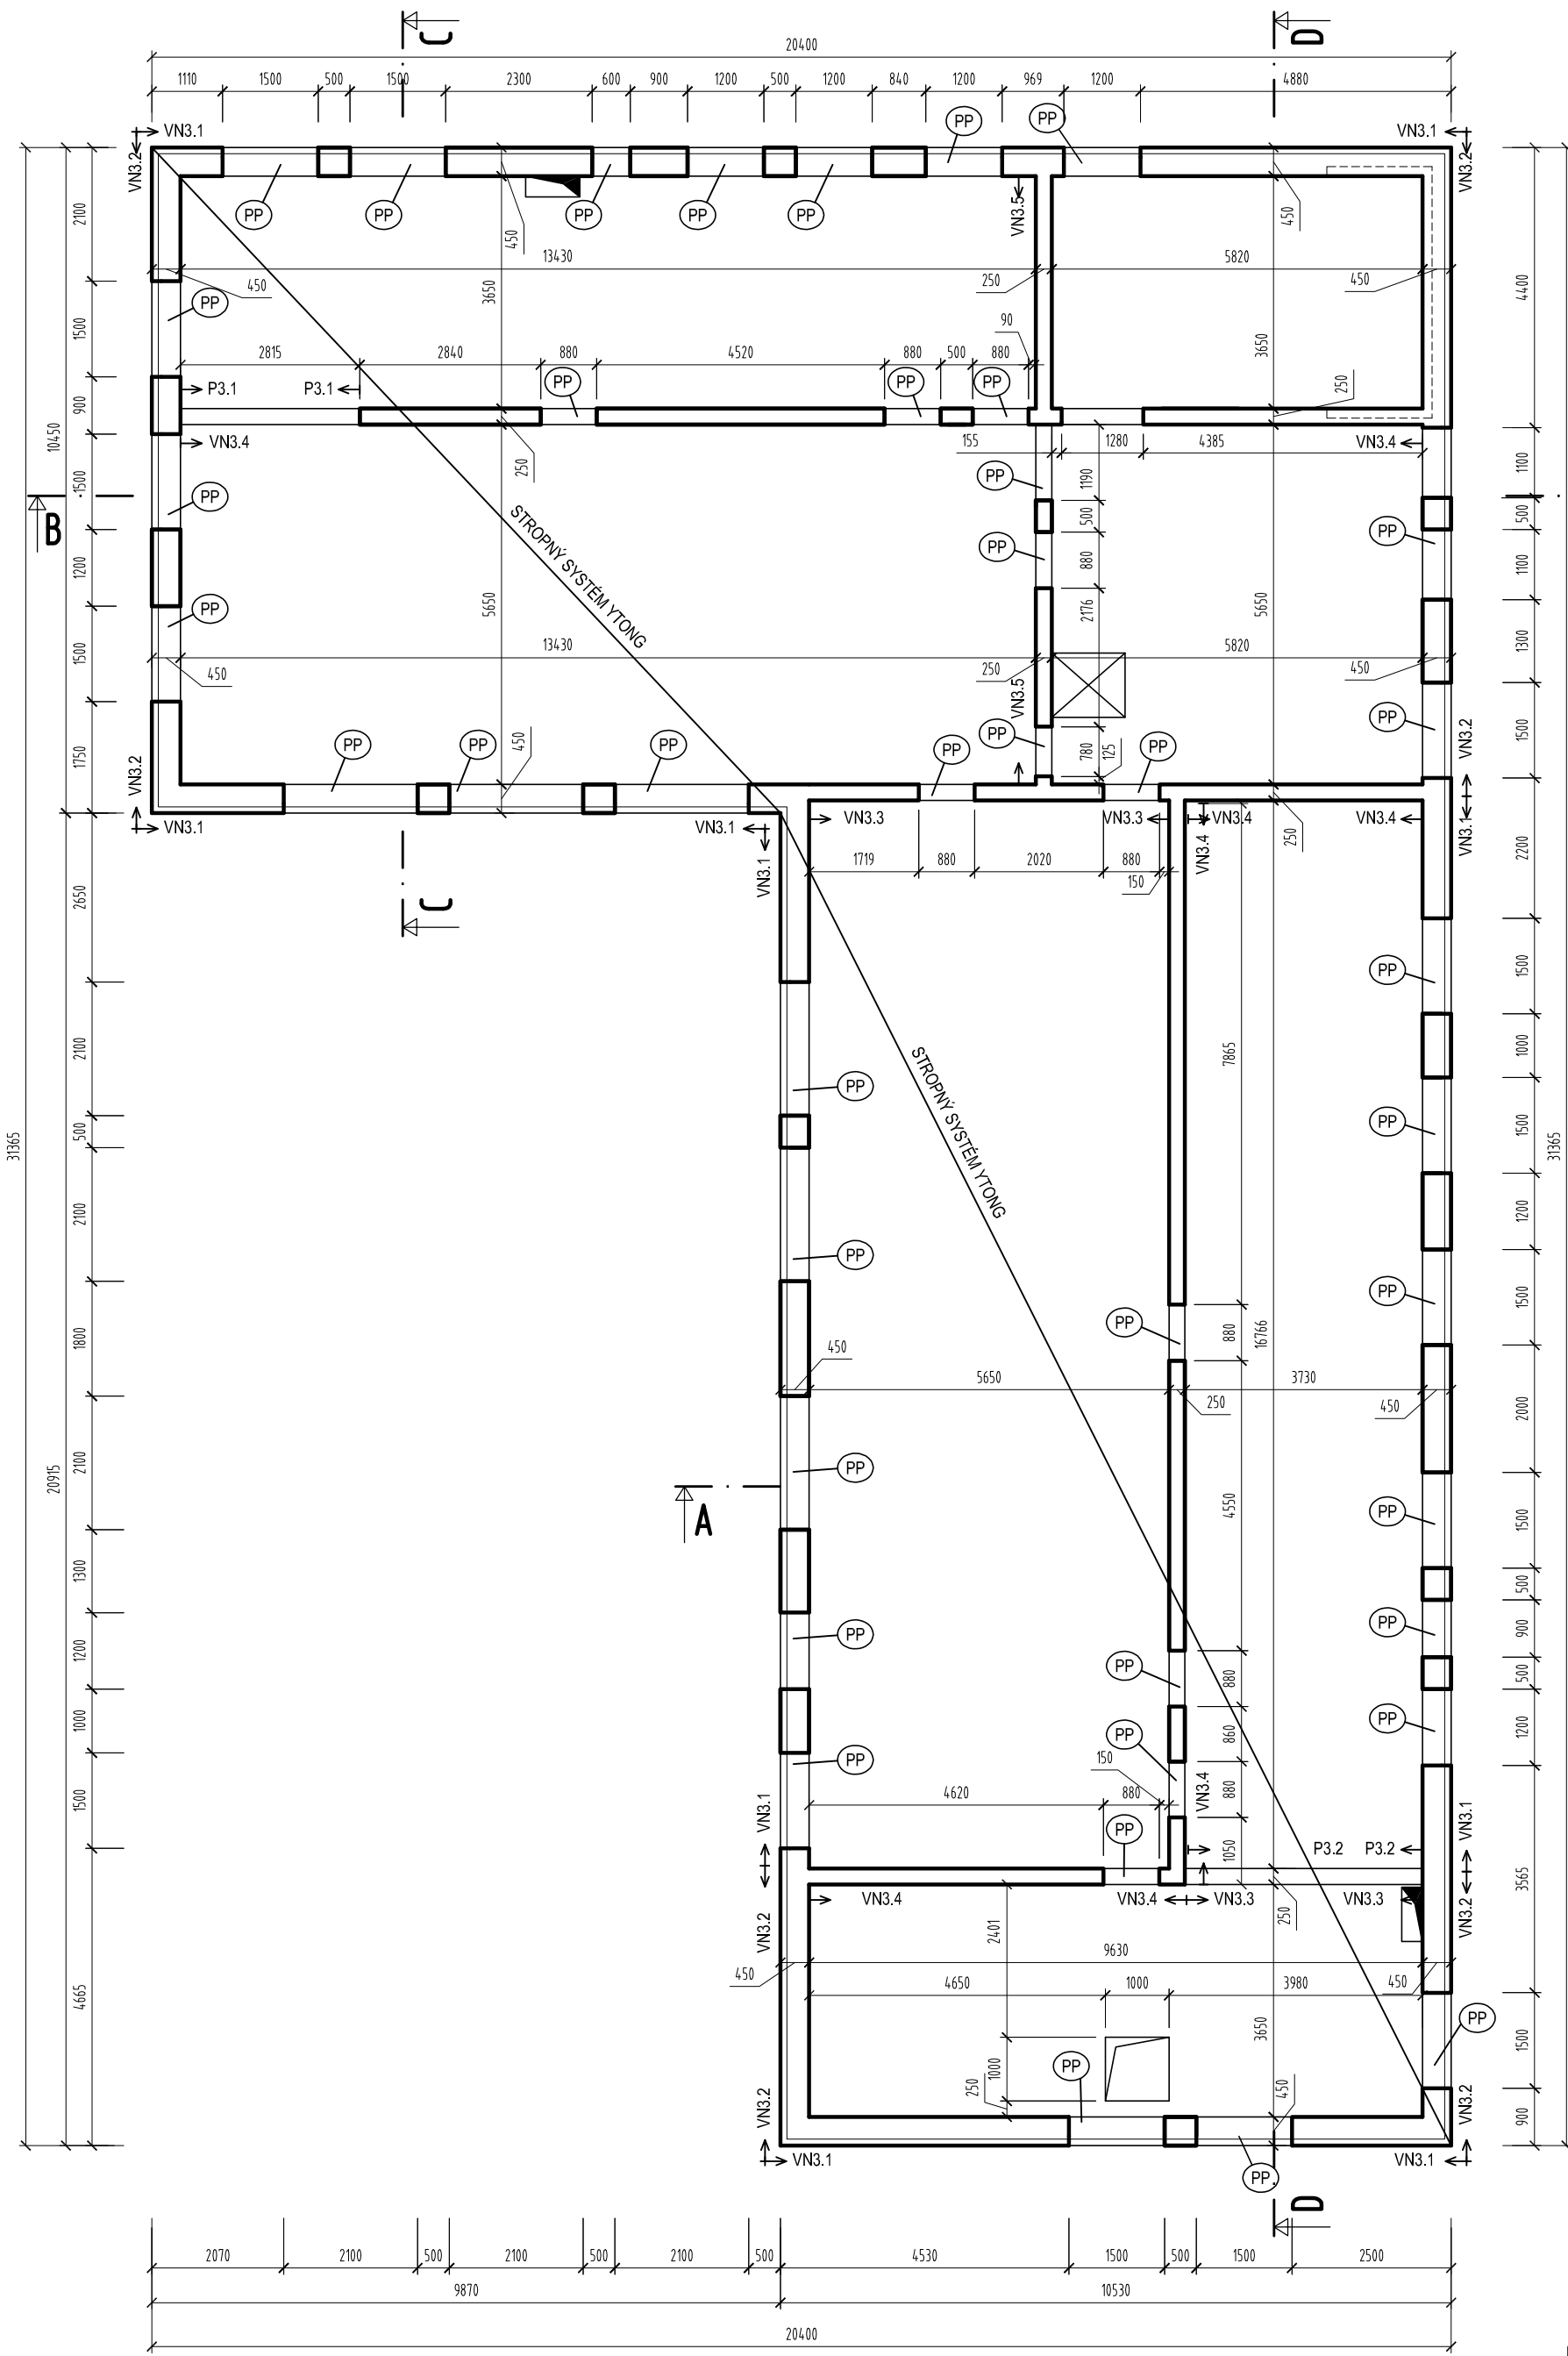 C
D
20400
1110 1500 500 1500 2300 600 900 1200 500 1200 840 1200 969 1200 4880
PP PP
VN3.1 VN3.1
VN3.2 VN3.2
PP PP PP PP PP
VN3.5
450 450
2100
13430 5820
450 250 450
3650 3650
4400
PP
1500
90
2815 2840 880 4520 880 500 880
PP PP PP
250
P3.1 P3.1
900
10450
VN3.4 VN3.4
155 1280 4385
250
1190
1100
PP PP
1500
B
500
500
STROPNÝ SYSTÉM YTONG
PP PP
880
1100
1200
PP
5650 5650
2176
1500
1300
13430 5820
450 250 450
VN3.5
PP
1500
PP PP PP PP PP PP
1750
450
780 125
VN3.2 VN3.2
VN3.1 VN3.1 VN3.3 VN3.3 VN3.4 VN3.4
VN3.1 VN3.4 VN3.1
250
1719 880 2020 880
150
2200
2650
C
PP
1500
STROPNÝ SYSTÉM YTONG
7865
1000
2100
PP
500
PP
1500
31365 31365
2100
1200
PP
PP
1500
PP
880
16766
1800
450
5650 3730
250 450
2000
2100
20915
PP
A
4550
PP
1500
1300
500
PP
900
1200
PP
PP
880
500
1000
PP
860
PP
1200
150
PP
1500
4620 880
880
VN3.4
VN3.1 VN3.1
PP
1050
P3.2 P3.2
3565
VN3.4 VN3.4 VN3.3 VN3.3
VN3.2 VN3.2
250
2401
9630
450 450
4650 1000 3980
4665
3650
PP
1500
PP
1000
250 450
VN3.2 VN3.2
900
VN3.1 VN3.1
PP
D
2070 2100 500 2100 500 2100 500 4530 1500 500 1500 2500
9870 10530
20400